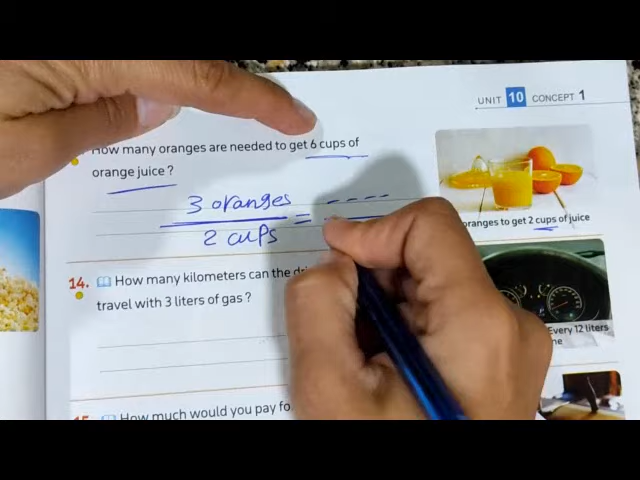 UNIT 10 CONCEPT 1
How many oranges are needed to get 6 cups of
orange juice ?
3 oranges
2 cups
=
oranges to get 2 cups of juice
14. How many kilometers can the
travel with 3 liters of gas ?
Every 12 liters
How much would you pay